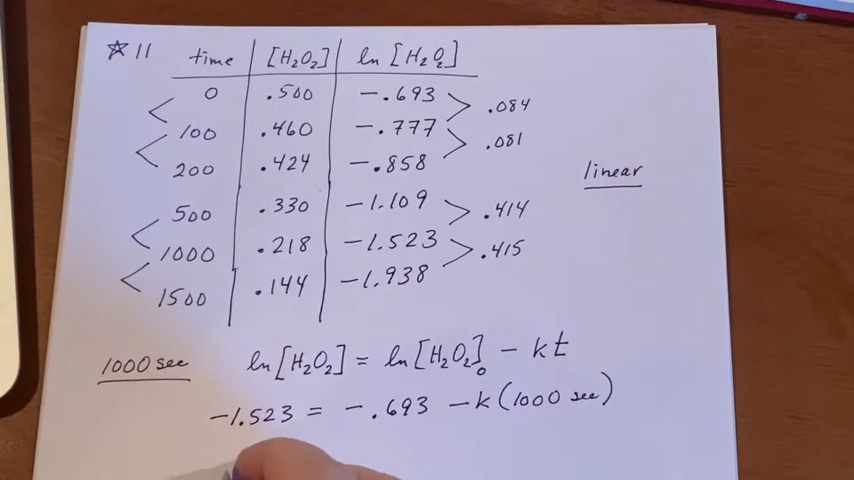 ☆ 11 time [H₂O₂] ln [H₂O₂]
0 .500 -.693
.084
100 .460 -.777
.081
200 .424 -.858
linear
500 .330 -1.109
.414
1000 .218 -1.523
.415
1500 .144 -1.938
1000 sec ln [H₂O₂] = ln [H₂O₂]₀ - kt
-1.523 = -.693 - k (1000 sec)